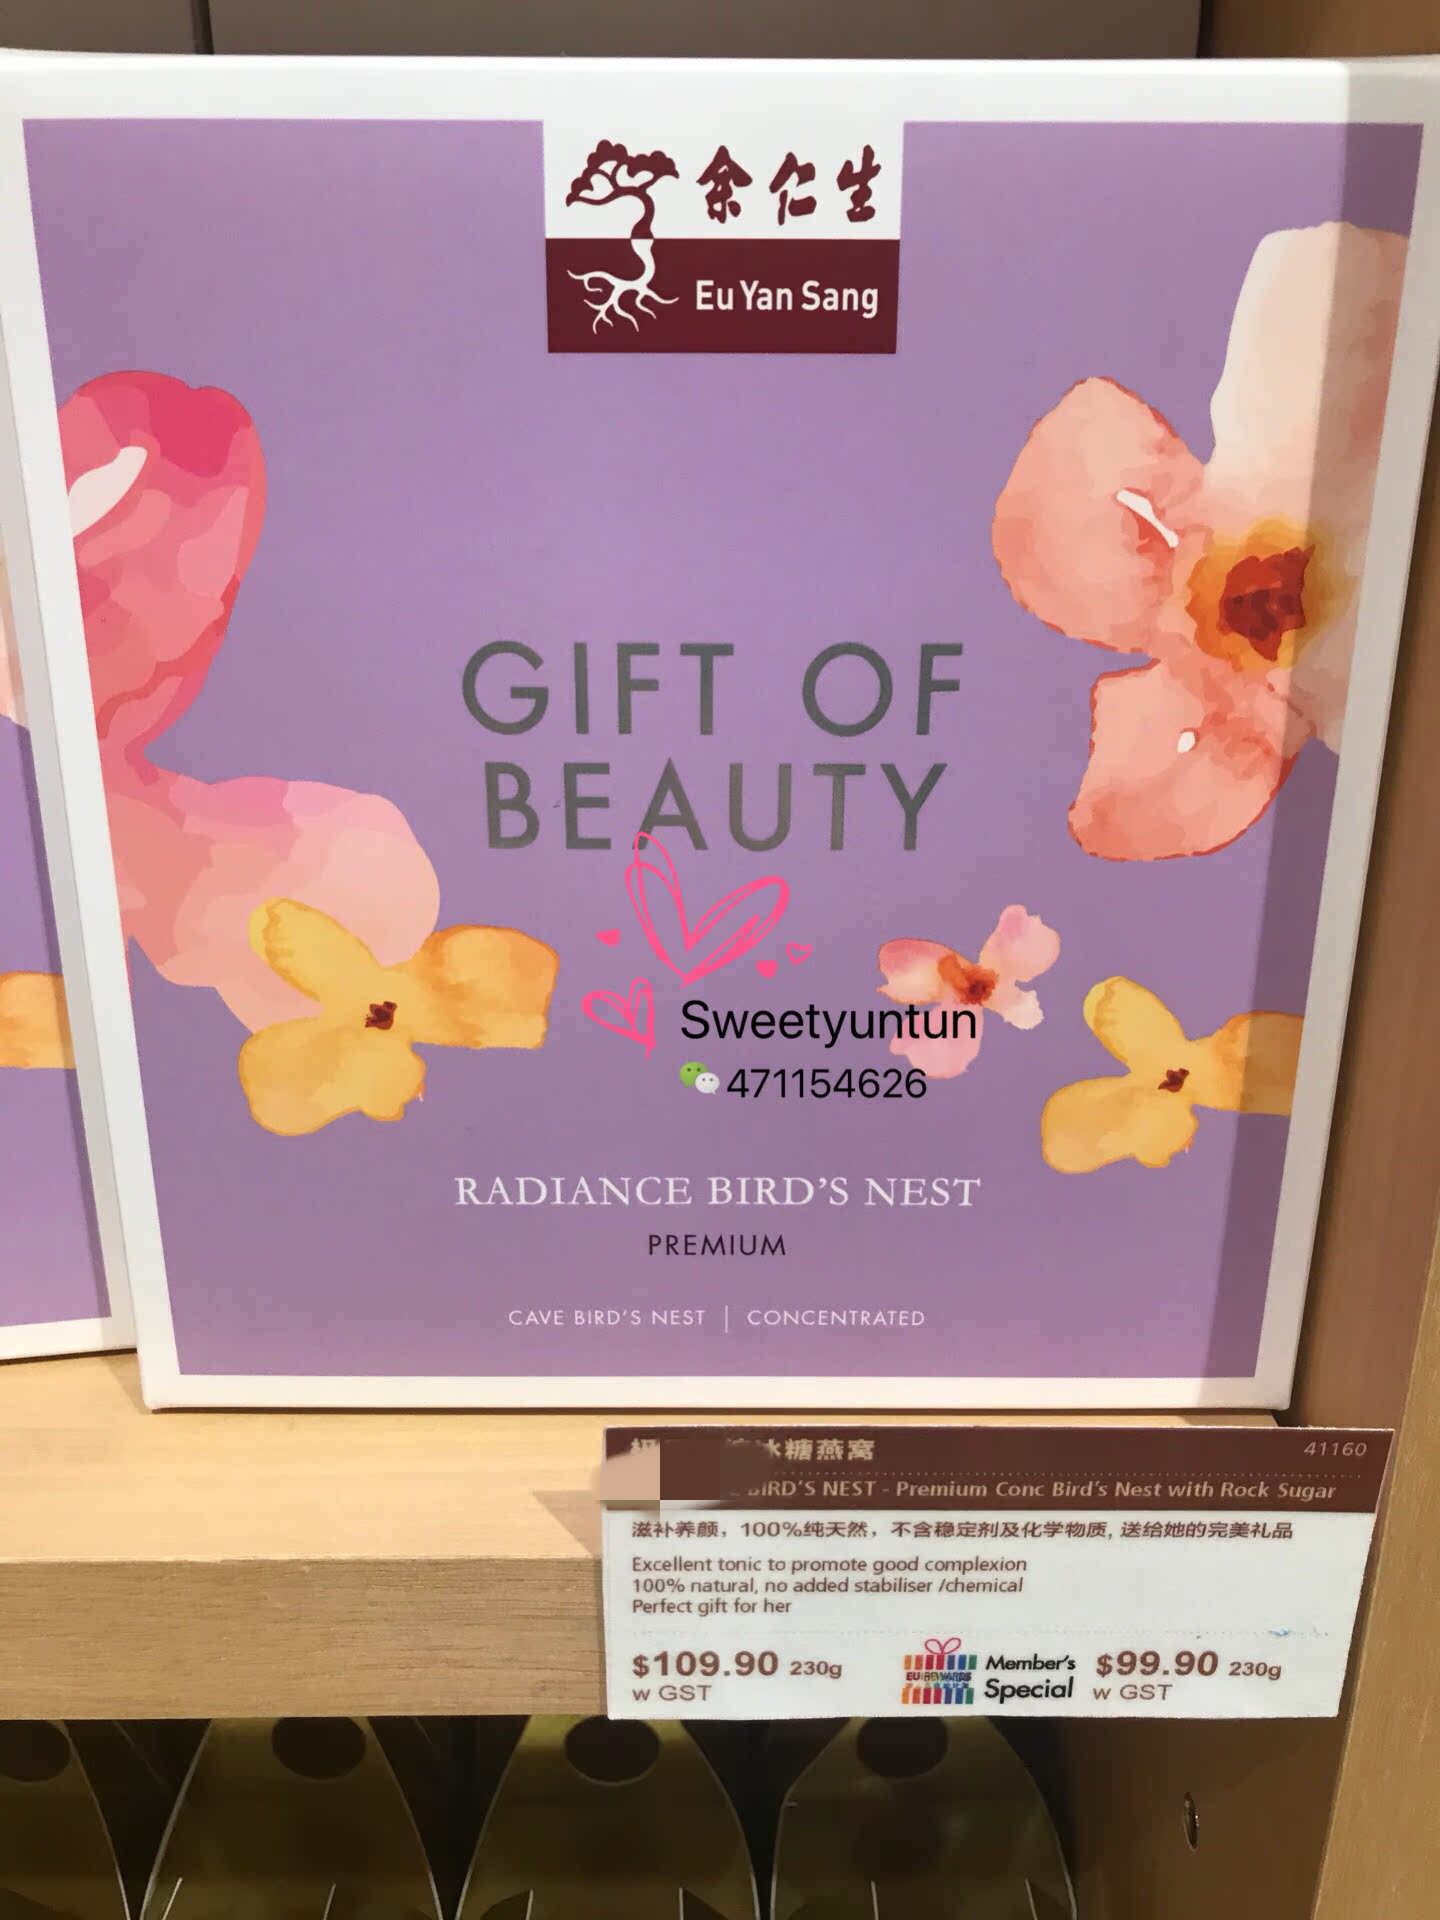 余仁生
Eu Yan Sang
GIFT OF
BEAUTY
Sweetyuntun
471154626
RADIANCE BIRD'S NEST
PREMIUM
CAVE BIRD'S NEST | CONCENTRATED
冰糖燕窝
41160
BIRD'S NEST - Premium Conc Bird's Nest with Rock Sugar
滋补养颜，100%纯天然，不含稳定剂及化学物质, 送给她的完美礼品
Excellent tonic to promote good complexion
100% natural, no added stabiliser /chemical
Perfect gift for her
$109.90 230g
w GST
EU REWARDS
Member's
Special
$99.90 230g
w GST